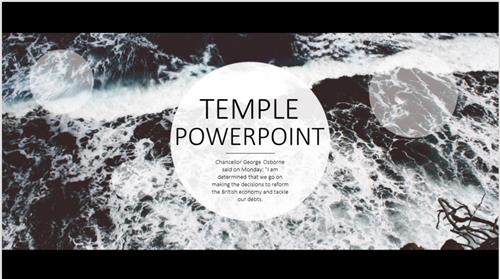 TEMPLE
POWERPOINT
Chancellor George Osborne
said on Monday: "I am
determined that we go on
making the decisions to reform
the British economy and tackle
our debts.